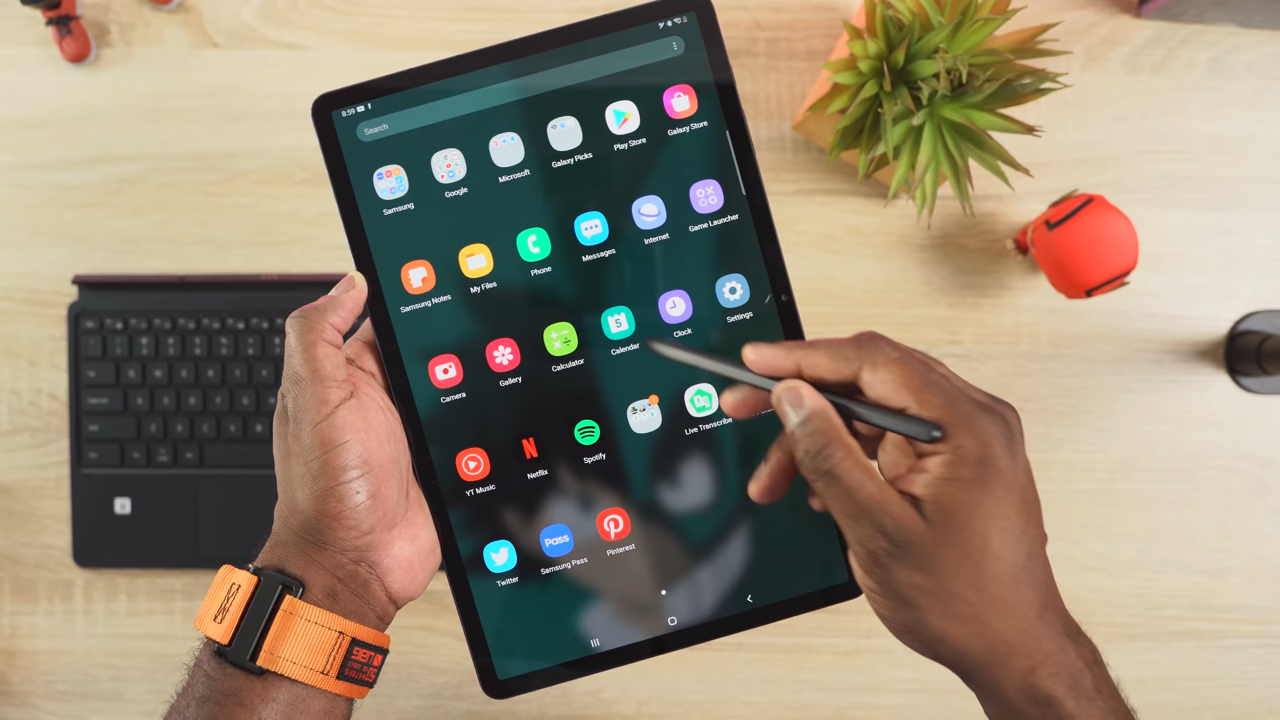 8:59
Search
Samsung
Google
Microsoft
Galaxy Picks
Play Store
Galaxy Store
Samsung Notes
My Files
Phone
Messages
Internet
Game Launcher
Camera
Gallery
Calculator
5
Calendar
Clock
Settings
YT Music
Netflix
Spotify
Live Transcribe
Twitter
Pass
Samsung Pass
Pinterest